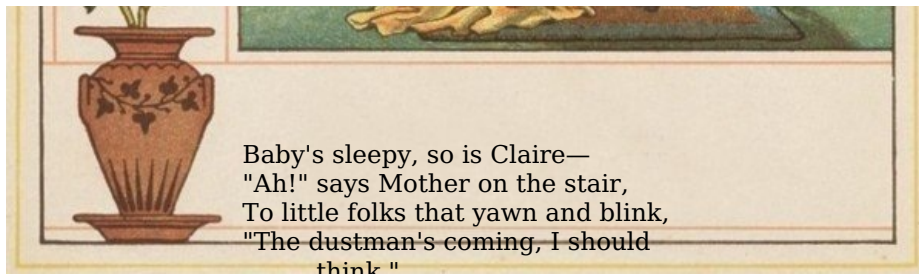 Baby's sleepy, so is Claire—
"Ah!" says Mother on the stair,
To little folks that yawn and blink,
"The dustman's coming, I should
think."